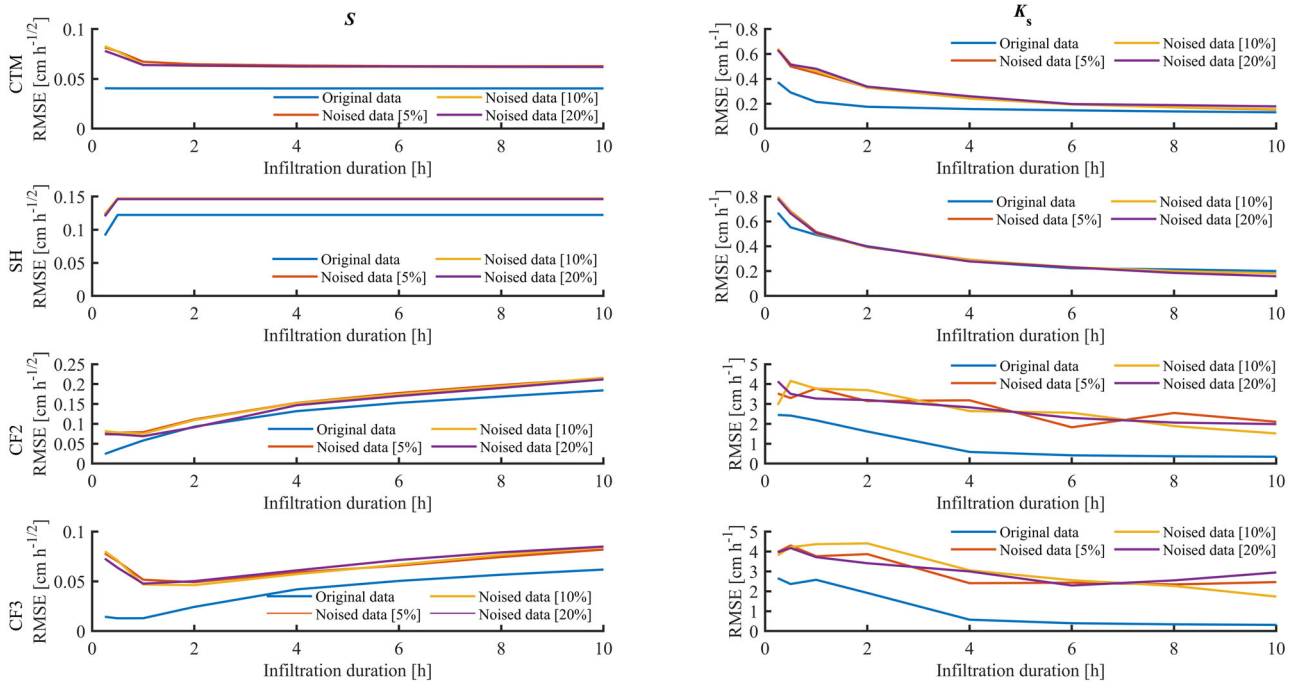 S
K_s
CTM
RMSE [cm h^-1/2]
0.1
0.05
0
Original data
Noised data [10%]
Noised data [5%]
Noised data [20%]
0 2 4 6 8 10
Infiltration duration [h]
RMSE [cm h^-1]
0.8
0.6
0.4
0.2
0
Original data
Noised data [10%]
Noised data [5%]
Noised data [20%]
0 2 4 6 8 10
Infiltration duration [h]
SH
RMSE [cm h^-1/2]
0.15
0.1
0.05
0
Original data
Noised data [10%]
Noised data [5%]
Noised data [20%]
0 2 4 6 8 10
Infiltration duration [h]
RMSE [cm h^-1]
0.8
0.6
0.4
0.2
0
Original data
Noised data [10%]
Noised data [5%]
Noised data [20%]
0 2 4 6 8 10
Infiltration duration [h]
CF2
RMSE [cm h^-1/2]
0.25
0.2
0.15
0.1
0.05
0
Original data
Noised data [10%]
Noised data [5%]
Noised data [20%]
0 2 4 6 8 10
Infiltration duration [h]
RMSE [cm h^-1]
5
4
3
2
1
0
Original data
Noised data [10%]
Noised data [5%]
Noised data [20%]
0 2 4 6 8 10
Infiltration duration [h]
CF3
RMSE [cm h^-1/2]
0.1
0.05
0
Original data
Noised data [10%]
Noised data [5%]
Noised data [20%]
0 2 4 6 8 10
Infiltration duration [h]
RMSE [cm h^-1]
5
4
3
2
1
0
Original data
Noised data [10%]
Noised data [5%]
Noised data [20%]
0 2 4 6 8 10
Infiltration duration [h]